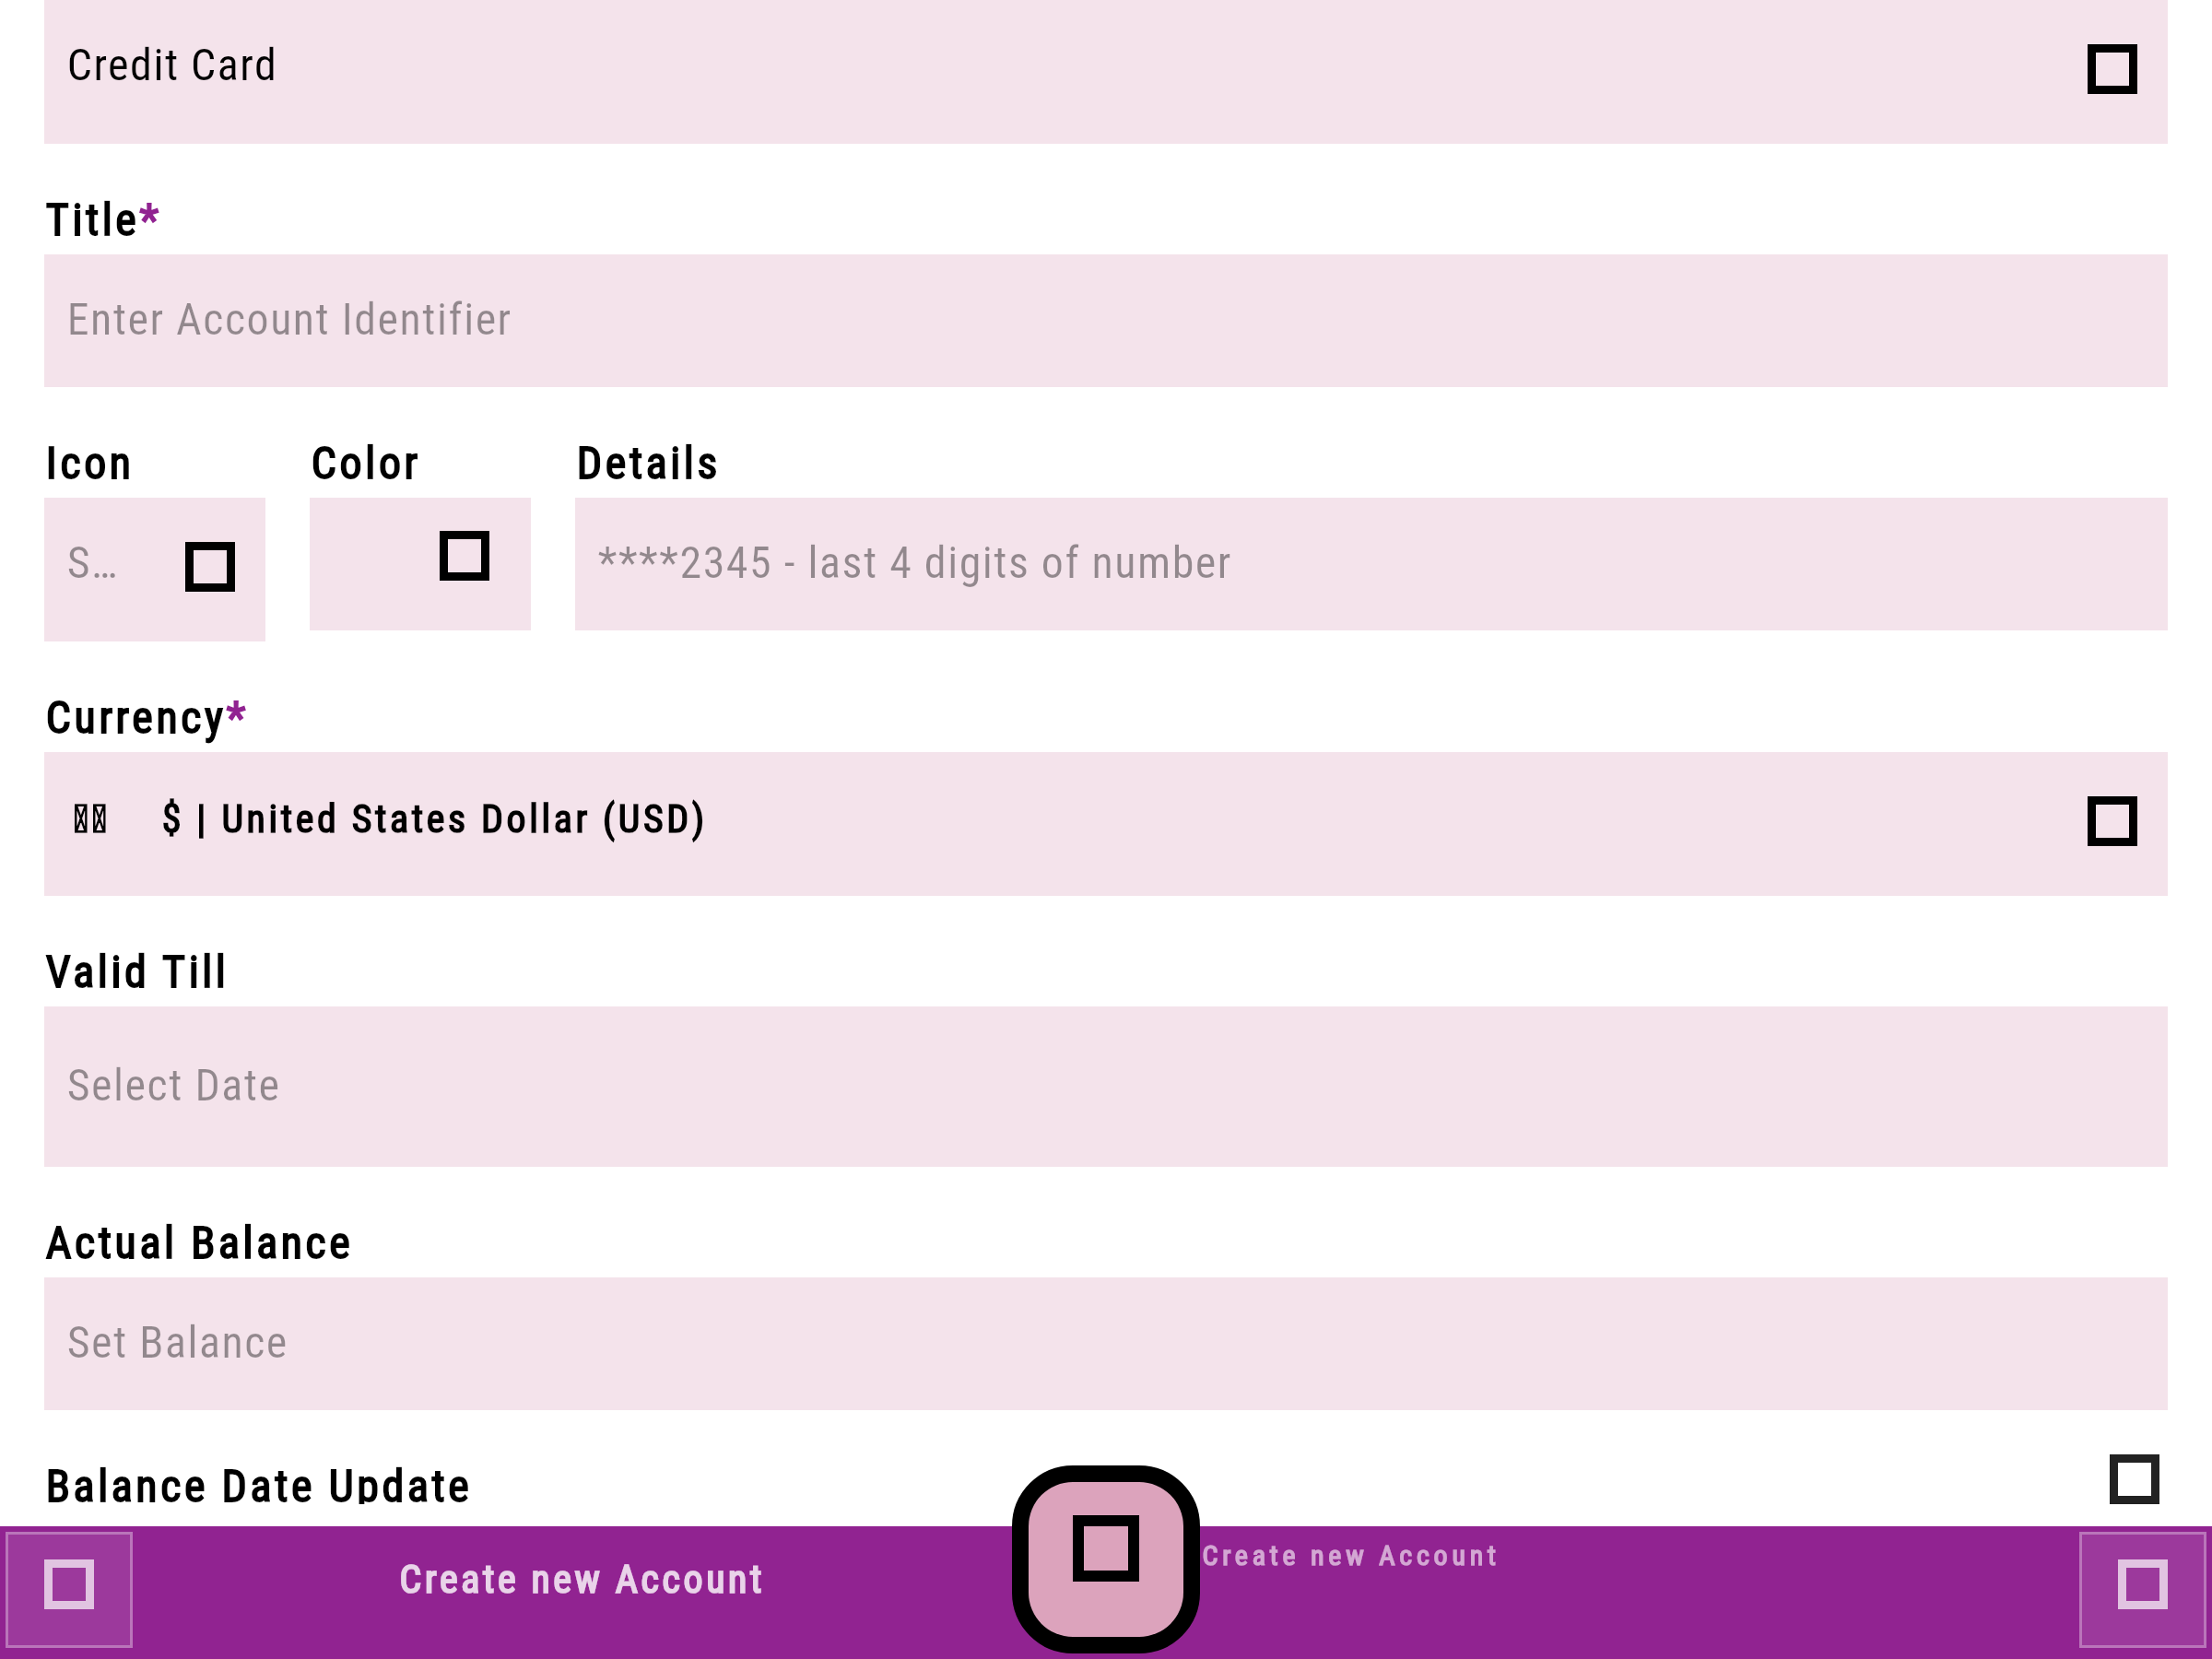 Credit Card
Title*
Enter Account Identifier
Icon Color Details
S… ****2345 - last 4 digits of number
Currency*
$ | United States Dollar (USD)
Valid Till
Select Date
Actual Balance
Set Balance
Balance Date Update
Create new Account
Create new Account